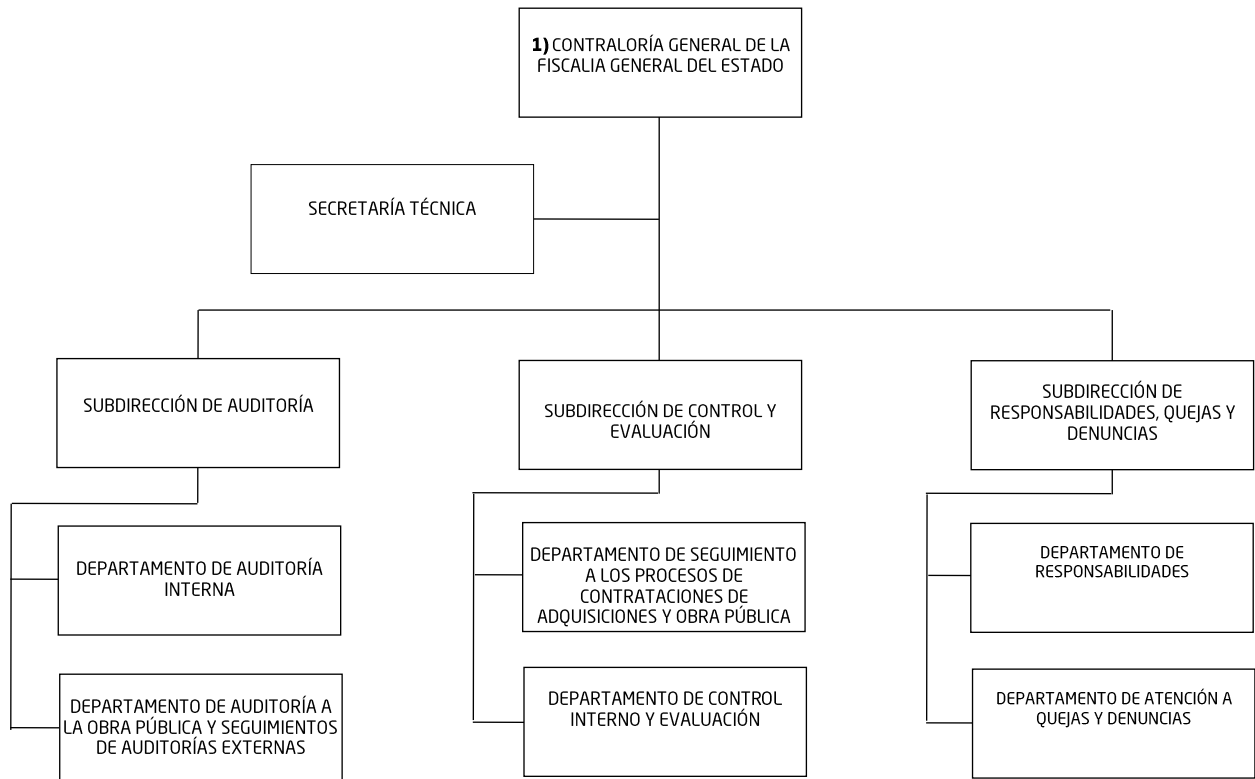 1) CONTRALORÍA GENERAL DE LA
FISCALIA GENERAL DEL ESTADO
SECRETARÍA TÉCNICA
SUBDIRECCIÓN DE AUDITORÍA
SUBDIRECCIÓN DE CONTROL Y
EVALUACIÓN
SUBDIRECCIÓN DE
RESPONSABILIDADES, QUEJAS Y
DENUNCIAS
DEPARTAMENTO DE AUDITORÍA
INTERNA
DEPARTAMENTO DE SEGUIMIENTO
A LOS PROCESOS DE
CONTRATACIONES DE
ADQUISICIONES Y OBRA PÚBLICA
DEPARTAMENTO DE
RESPONSABILIDADES
DEPARTAMENTO DE AUDITORÍA A
LA OBRA PÚBLICA Y SEGUIMIENTOS
DE AUDITORÍAS EXTERNAS
DEPARTAMENTO DE CONTROL
INTERNO Y EVALUACIÓN
DEPARTAMENTO DE ATENCIÓN A
QUEJAS Y DENUNCIAS